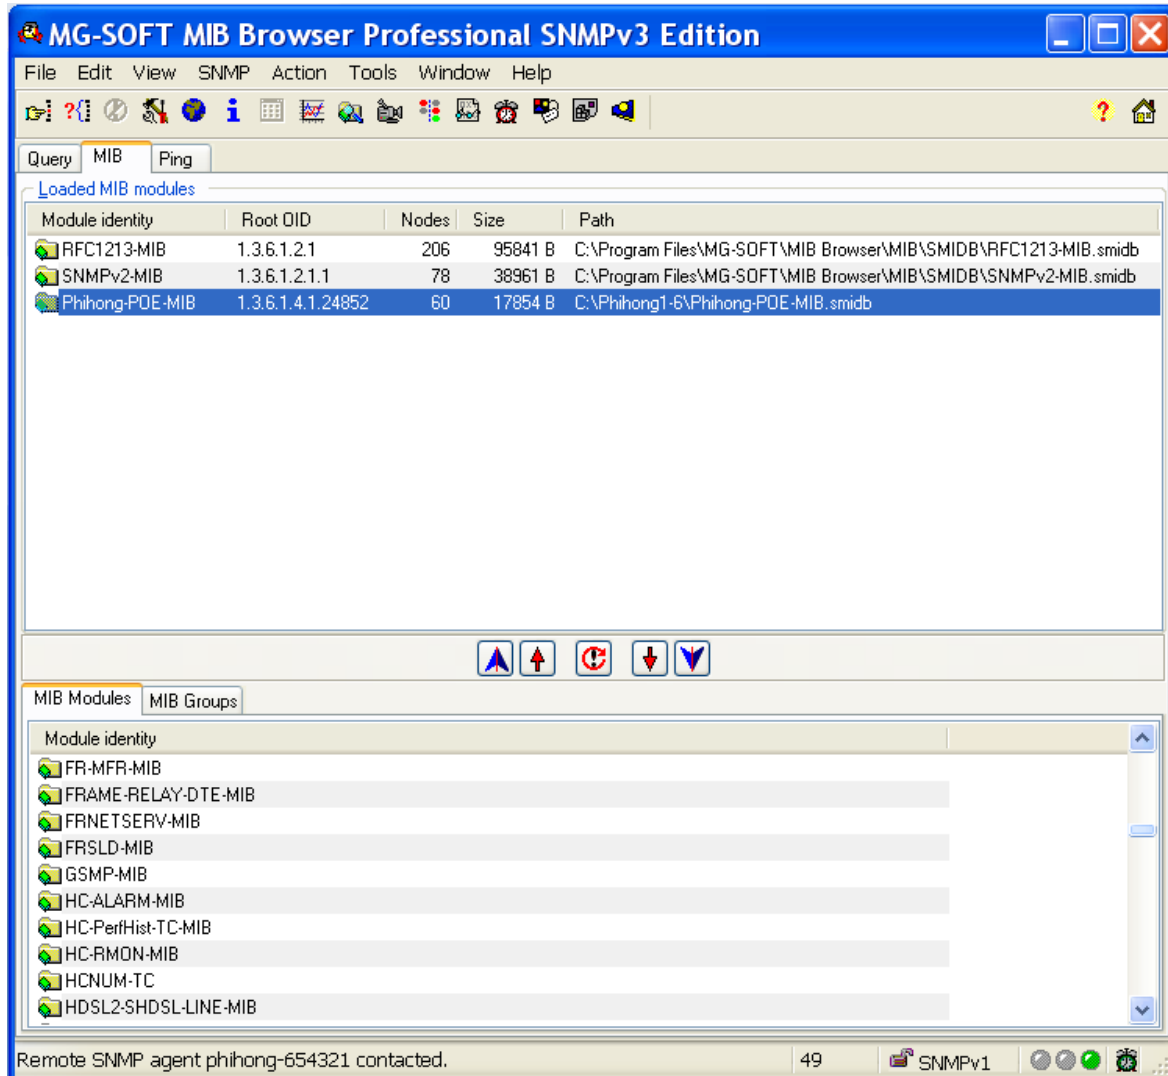 MG-SOFT MIB Browser Professional SNMPv3 Edition
File Edit View SNMP Action Tools Window Help
Query MIB Ping
Loaded MIB modules
Module identity Root OID Nodes Size Path
RFC1213-MIB 1.3.6.1.2.1 206 95841 B C:\Program Files\MG-SOFT\MIB Browser\MIB\SMIDB\RFC1213-MIB.smidb
SNMPv2-MIB 1.3.6.1.2.1.1 78 38961 B C:\Program Files\MG-SOFT\MIB Browser\MIB\SMIDB\SNMPv2-MIB.smidb
Phihong-POE-MIB 1.3.6.1.4.1.24852 60 17854 B C:\Phihong1-6\Phihong-POE-MIB.smidb
MIB Modules MIB Groups
Module identity
FR-MFR-MIB
FRAME-RELAY-DTE-MIB
FRNETSERV-MIB
FRSLD-MIB
GSMP-MIB
HC-ALARM-MIB
HC-PerfHist-TC-MIB
HC-RMON-MIB
HCNUM-TC
HDSL2-SHDSL-LINE-MIB
Remote SNMP agent phihong-654321 contacted. 49 SNMPv1